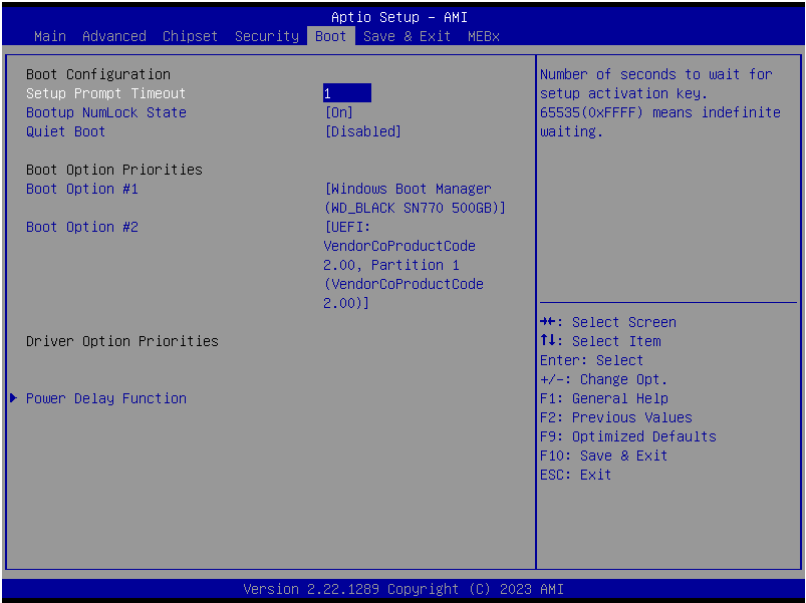 Aptio Setup – AMI
Main Advanced Chipset Security Boot Save & Exit MEBx
Boot Configuration
Setup Prompt Timeout 1
Bootup NumLock State [On]
Quiet Boot [Disabled]
Boot Option Priorities
Boot Option #1 [Windows Boot Manager
(WD_BLACK SN770 500GB)]
Boot Option #2 [UEFI:
VendorCoProductCode
2.00, Partition 1
(VendorCoProductCode
2.00)]
Driver Option Priorities
Power Delay Function
Number of seconds to wait for
setup activation key.
65535(0xFFFF) means indefinite
waiting.
→←: Select Screen
↑↓: Select Item
Enter: Select
+/-: Change Opt.
F1: General Help
F2: Previous Values
F9: Optimized Defaults
F10: Save & Exit
ESC: Exit
Version 2.22.1289 Copyright (C) 2023 AMI